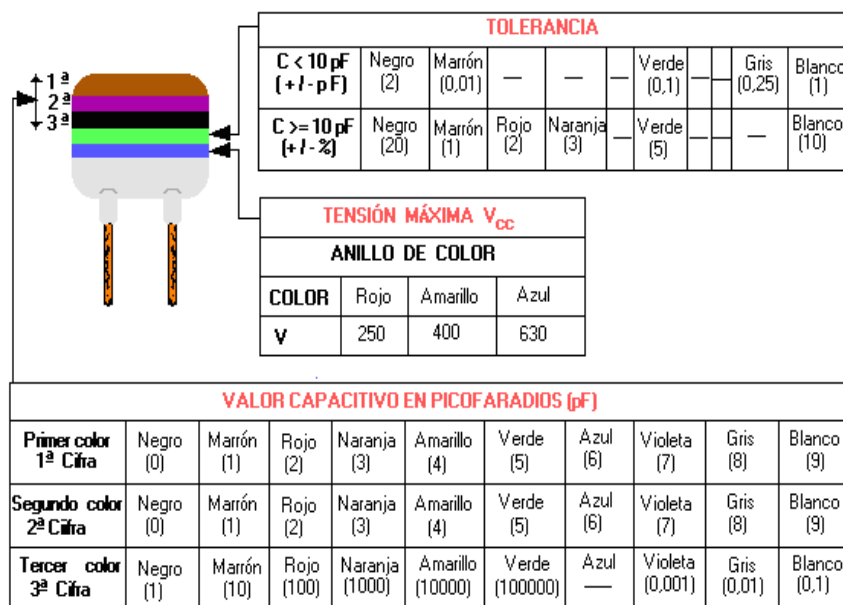 TOLERANCIA
C < 10 pF Negro Marrón — — Verde — — Gris Blanco
(+/- pF) (2) (0,01) (0,1) (0,25) (1)
C >= 10 pF Negro Marrón Rojo Naranja — Verde — Blanco
(+/- %) (20) (1) (2) (3) (5) (10)
1ª
2ª
3ª
TENSIÓN MÁXIMA Vcc
ANILLO DE COLOR
COLOR Rojo Amarillo Azul
V 250 400 630
VALOR CAPACITIVO EN PICOFARADIOS (pF)
Primer color Negro Marrón Rojo Naranja Amarillo Verde Azul Violeta Gris Blanco
1ª Cifra (0) (1) (2) (3) (4) (5) (6) (7) (8) (9)
Segundo color Negro Marrón Rojo Naranja Amarillo Verde Azul Violeta Gris Blanco
2ª Cifra (0) (1) (2) (3) (4) (5) (6) (7) (8) (9)
Tercer color Negro Marrón Rojo Naranja Amarillo Verde Azul Violeta Gris Blanco
3ª Cifra (1) (10) (100) (1000) (10000) (100000) — (0,001) (0,01) (0,1)